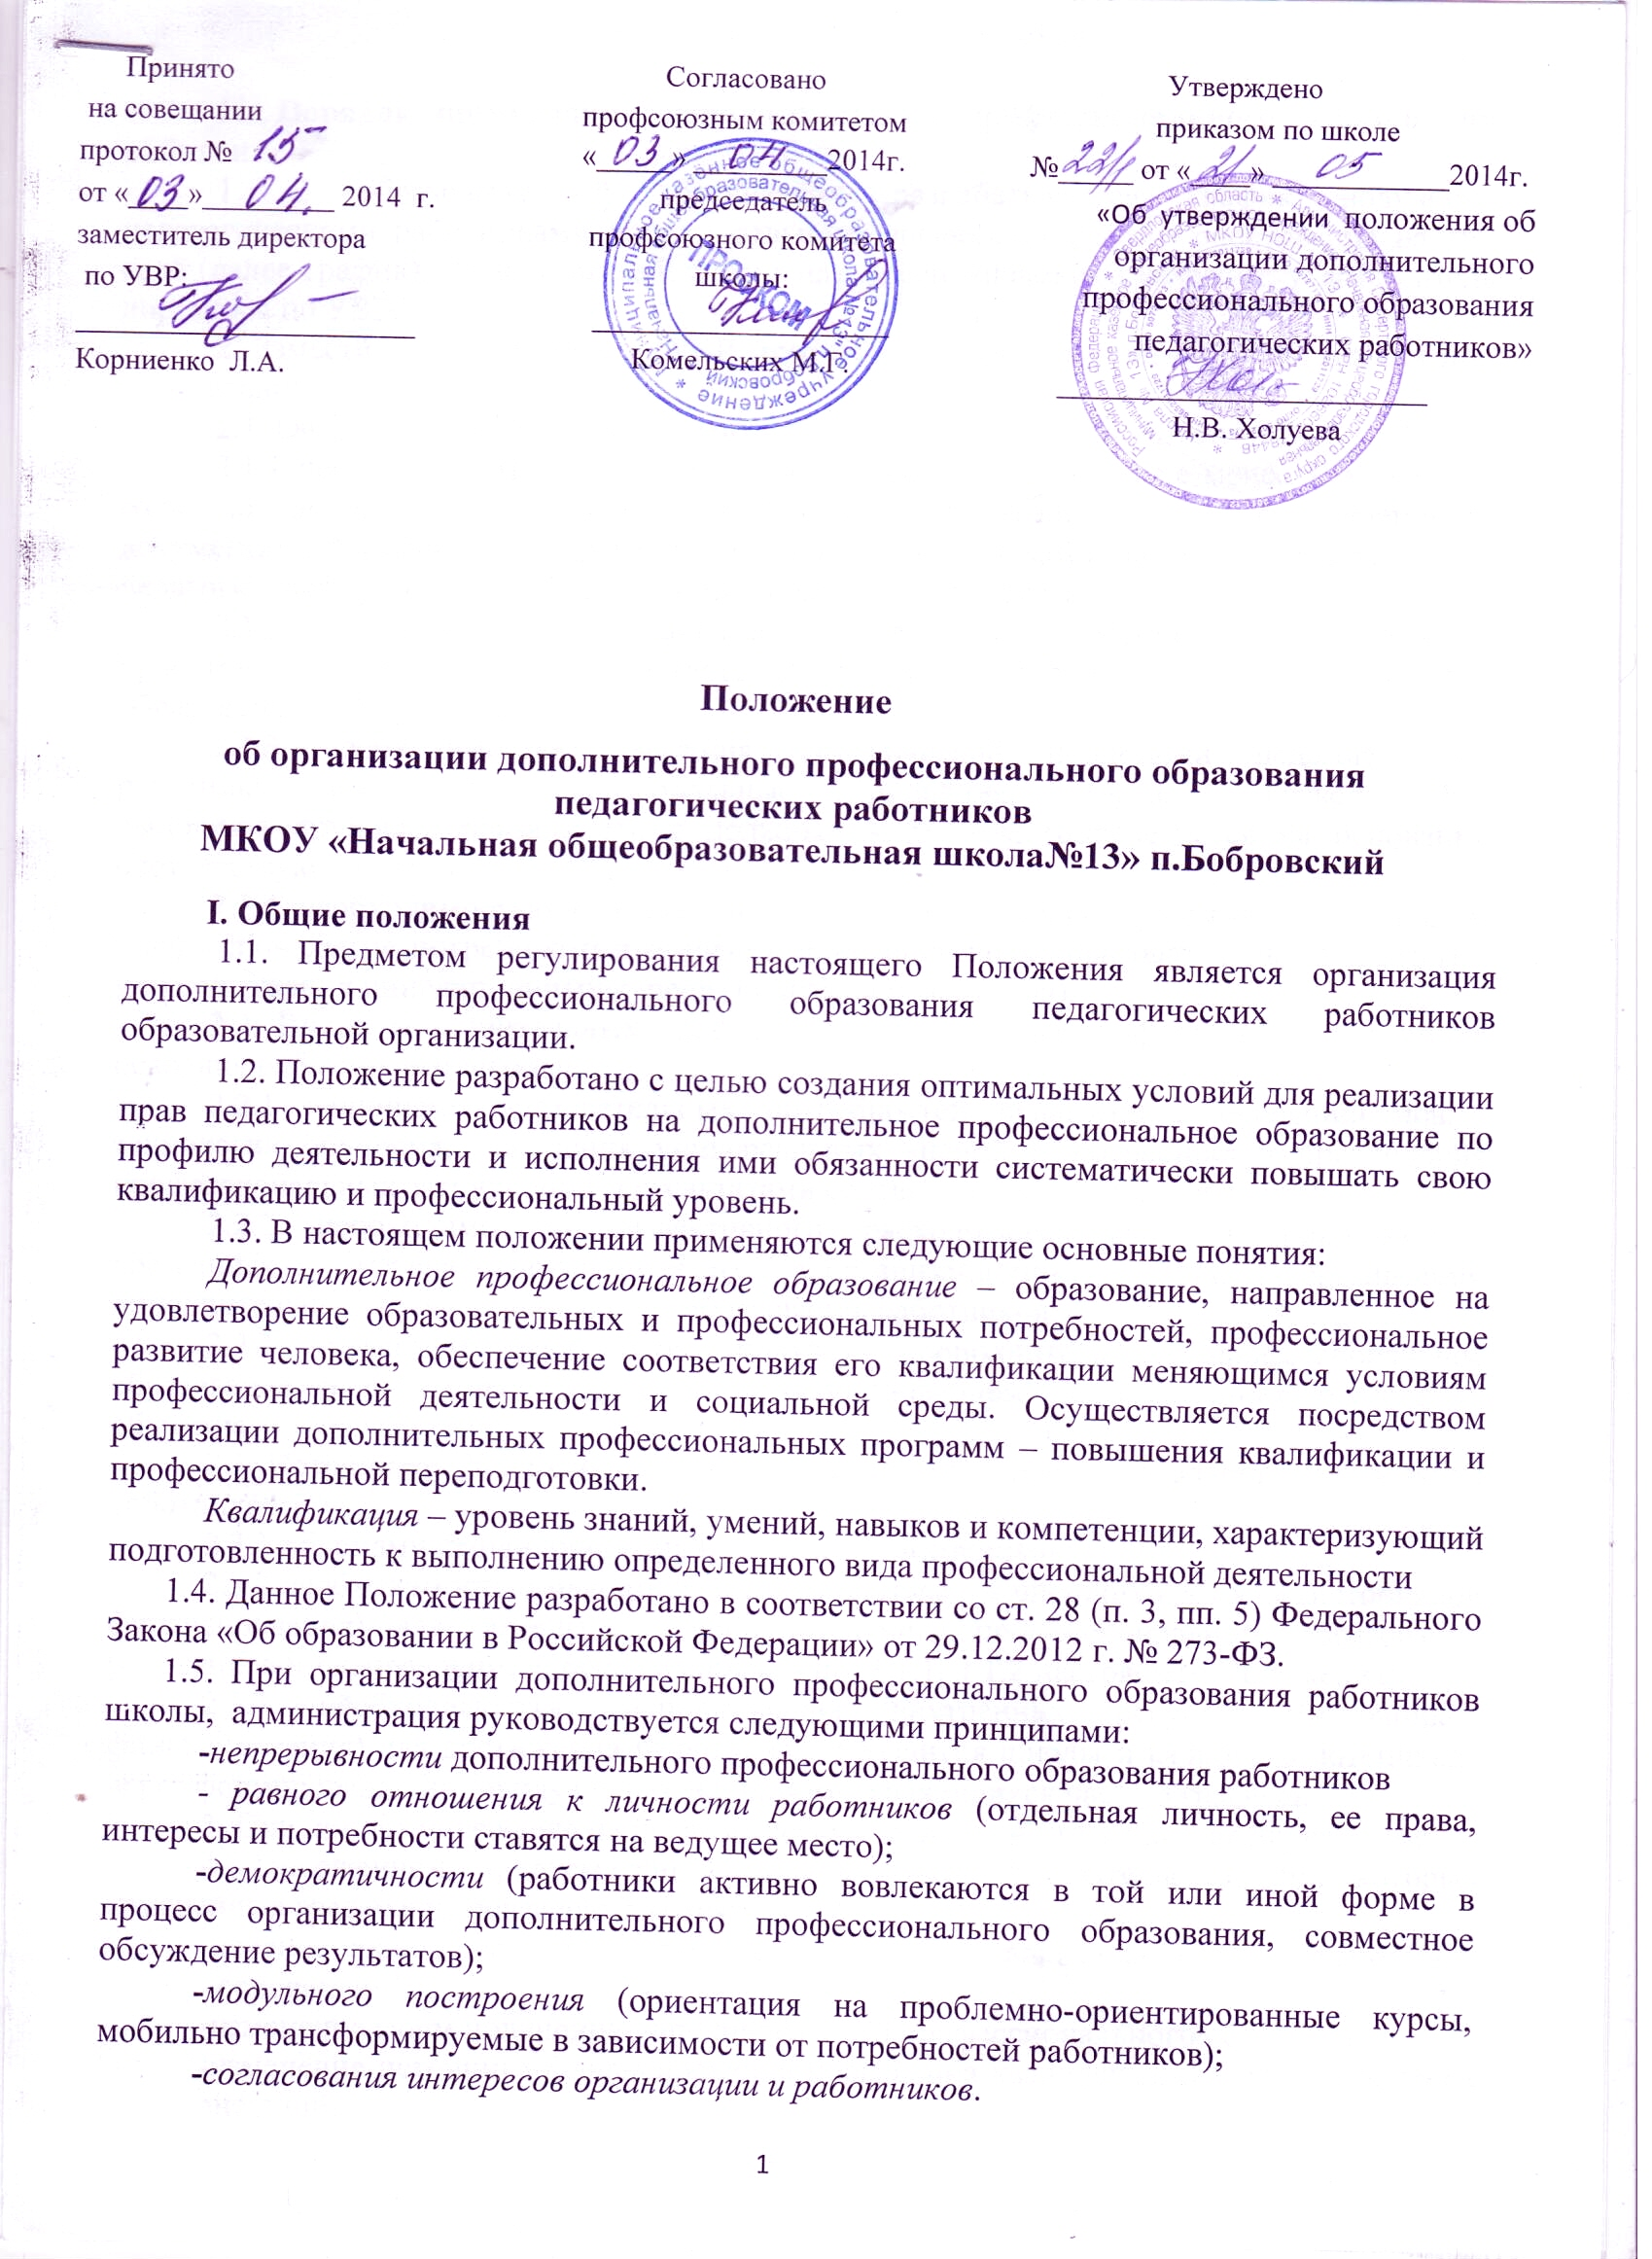 Принято
на совещании
протокол № 15
от «03» 04. 2014 г.
заместитель директора
по УВР:
Корниенко Л.А.
Согласовано
профсоюзным комитетом
«03» 04 2014г.
председатель
профсоюзного комитета
школы:
Комельских М.Г.
ПРОФКОМ
Утверждено
приказом по школе
№22/1 от «21» 05 2014г.
«Об утверждении положения об
организации дополнительного
профессионального образования
педагогических работников»
Н.В. Холуева
Положение
об организации дополнительного профессионального образования
педагогических работников
МКОУ «Начальная общеобразовательная школа№13» п.Бобровский
I. Общие положения
1.1. Предметом регулирования настоящего Положения является организация
дополнительного профессионального образования педагогических работников
образовательной организации.
1.2. Положение разработано с целью создания оптимальных условий для реализации
прав педагогических работников на дополнительное профессиональное образование по
профилю деятельности и исполнения ими обязанности систематически повышать свою
квалификацию и профессиональный уровень.
1.3. В настоящем положении применяются следующие основные понятия:
Дополнительное профессиональное образование – образование, направленное на
удовлетворение образовательных и профессиональных потребностей, профессиональное
развитие человека, обеспечение соответствия его квалификации меняющимся условиям
профессиональной деятельности и социальной среды. Осуществляется посредством
реализации дополнительных профессиональных программ – повышения квалификации и
профессиональной переподготовки.
Квалификация – уровень знаний, умений, навыков и компетенции, характеризующий
подготовленность к выполнению определенного вида профессиональной деятельности
1.4. Данное Положение разработано в соответствии со ст. 28 (п. 3, пп. 5) Федерального
Закона «Об образовании в Российской Федерации» от 29.12.2012 г. № 273-ФЗ.
1.5. При организации дополнительного профессионального образования работников
школы, администрация руководствуется следующими принципами:
-непрерывности дополнительного профессионального образования работников
- равного отношения к личности работников (отдельная личность, ее права,
интересы и потребности ставятся на ведущее место);
-демократичности (работники активно вовлекаются в той или иной форме в
процесс организации дополнительного профессионального образования, совместное
обсуждение результатов);
-модульного построения (ориентация на проблемно-ориентированные курсы,
мобильно трансформируемые в зависимости от потребностей работников);
-согласования интересов организации и работников.
1